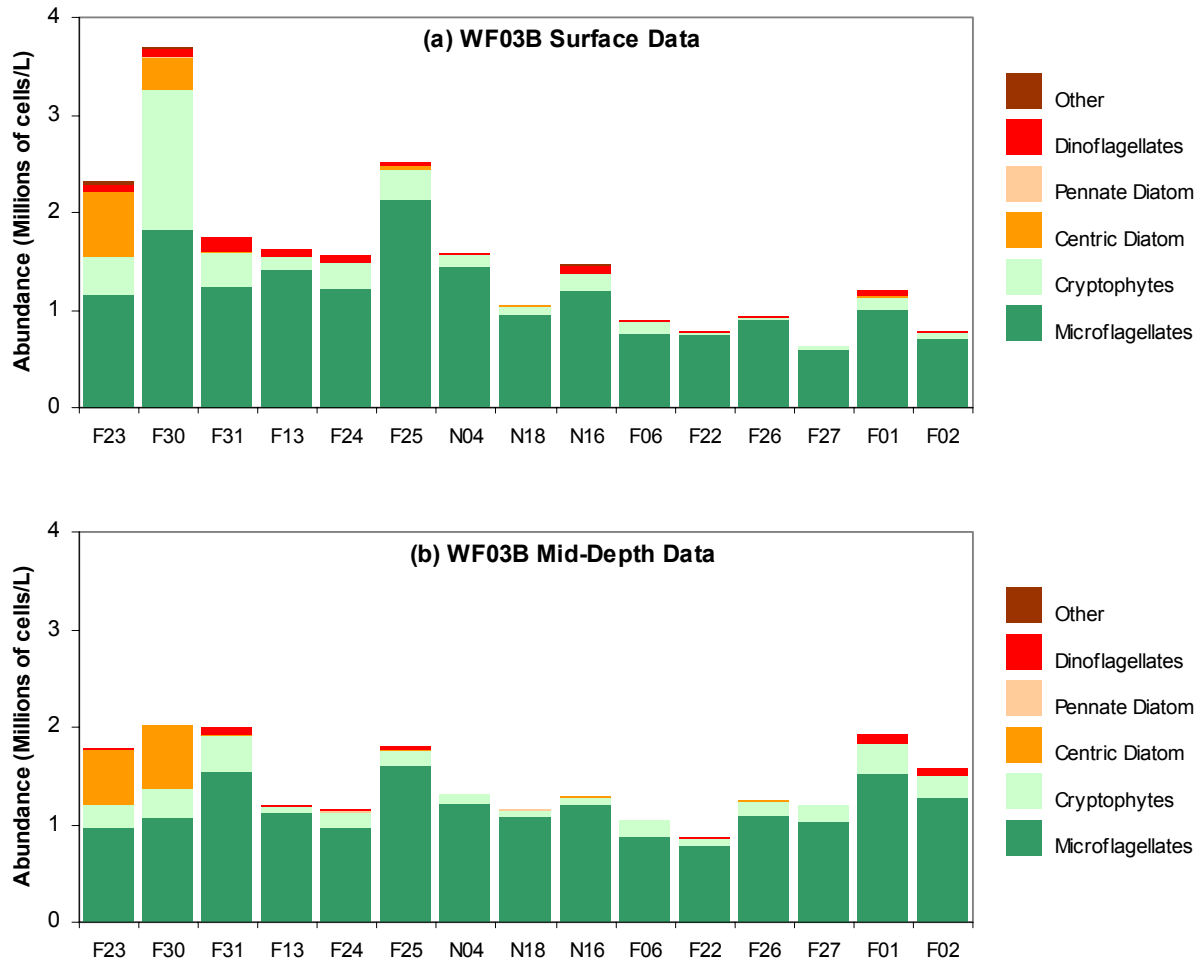 (a) WF03B Surface Data
Abundance (Millions of cells/L)
4
3
2
1
0
F23 F30 F31 F13 F24 F25 N04 N18 N16 F06 F22 F26 F27 F01 F02
Other
Dinoflagellates
Pennate Diatom
Centric Diatom
Cryptophytes
Microflagellates
(b) WF03B Mid-Depth Data
Abundance (Millions of cells/L)
4
3
2
1
0
F23 F30 F31 F13 F24 F25 N04 N18 N16 F06 F22 F26 F27 F01 F02
Other
Dinoflagellates
Pennate Diatom
Centric Diatom
Cryptophytes
Microflagellates